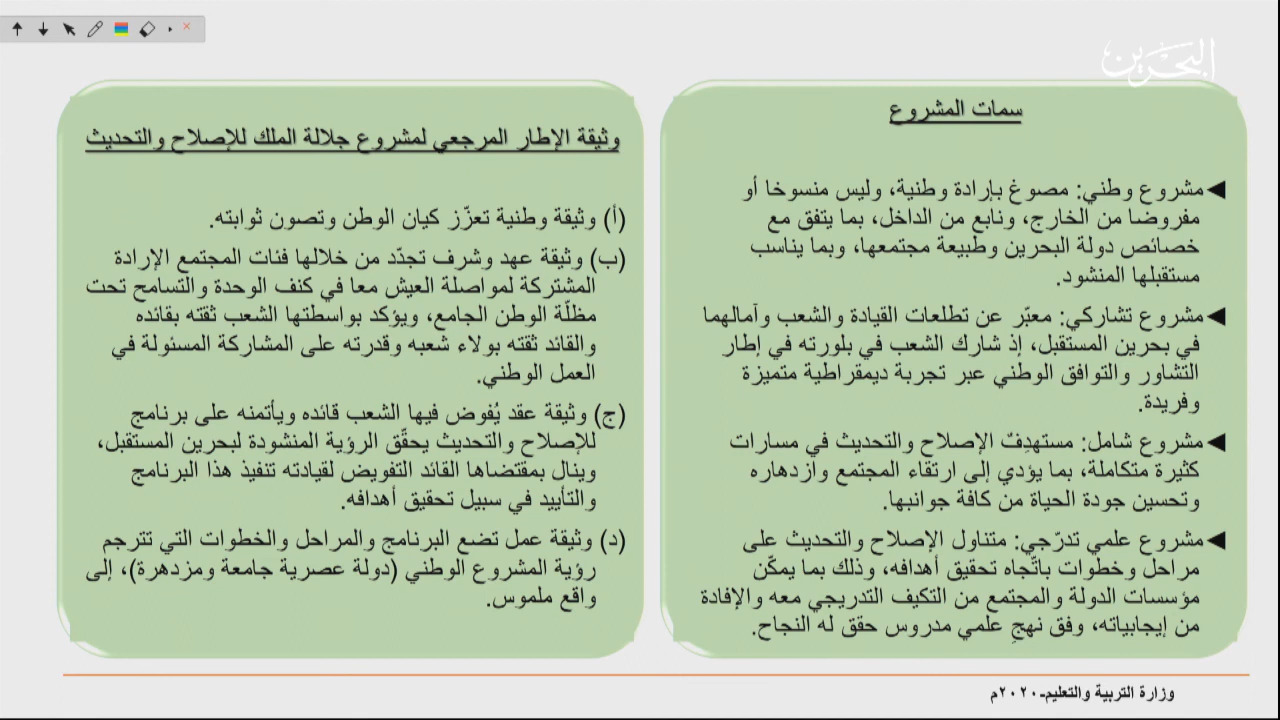 البحرين
سمات المشروع
◀مشروع وطني: مصوغ بإرادة وطنية، وليس منسوخا أو
مفروضا من الخارج، ونابع من الداخل، بما يتفق مع
خصائص دولة البحرين وطبيعة مجتمعها، وبما يناسب
مستقبلها المنشود.
◀مشروع تشاركي: معبّر عن تطلعات القيادة والشعب وآمالهما
في بحرين المستقبل، إذ شارك الشعب في بلورته في إطار
التشاور والتوافق الوطني عبر تجربة ديمقراطية متميزة
وفريدة.
◀مشروع شامل: مستهدِفٌ الإصلاح والتحديث في مسارات
كثيرة متكاملة، بما يؤدي إلى ارتقاء المجتمع وازدهاره
وتحسين جودة الحياة من كافة جوانبها.
◀مشروع علمي تدرّجي: متناول الإصلاح والتحديث على
مراحل وخطوات باتّجاه تحقيق أهدافه، وذلك بما يمكّن
مؤسسات الدولة والمجتمع من التكيف التدريجي معه والإفادة
من إيجابياته، وفق نهجٍ علمي مدروس حقق له النجاح.
وثيقة الإطار المرجعي لمشروع جلالة الملك للإصلاح والتحديث
(أ) وثيقة وطنية تعزّز كيان الوطن وتصون ثوابته.
(ب) وثيقة عهد وشرف تجدّد من خلالها فئات المجتمع الإرادة
المشتركة لمواصلة العيش معا في كنف الوحدة والتسامح تحت
مظلّة الوطن الجامع، ويؤكد بواسطتها الشعب ثقته بقائده
والقائد ثقته بولاء شعبه وقدرته على المشاركة المسئولة في
العمل الوطني.
(ج) وثيقة عقد يُفوض فيها الشعب قائده ويأتمنه على برنامج
للإصلاح والتحديث يحقّق الرؤية المنشودة لبحرين المستقبل،
وينال بمقتضاها القائد التفويض لقيادته تنفيذ هذا البرنامج
والتأييد في سبيل تحقيق أهدافه.
(د) وثيقة عمل تضع البرنامج والمراحل والخطوات التي تترجم
رؤية المشروع الوطني (دولة عصرية جامعة ومزدهرة)، إلى
واقع ملموس.
وزارة التربية والتعليم-٢٠٢٠م